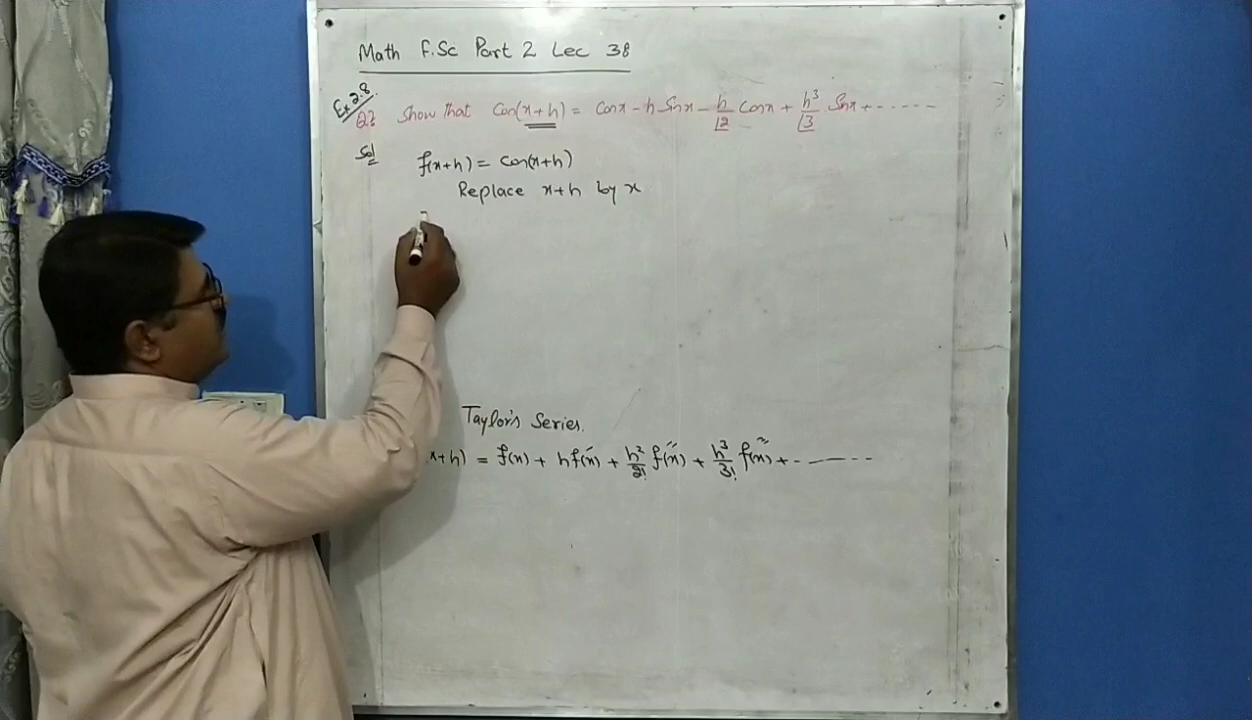 Math F.Sc Part 2 Lec 38
Ex 2.8
Q2 Show that Cos(x+h) = Cosx - h Sinx - h/⌊2 Cosx + h³/⌊3 Sinx + ------
Sol f(x+h) = Cos(x+h)
Replace x+h by x
Taylor's Series.
x+h) = f(x) + hf'(x) + h²/2! f''(x) + h³/3! f'''(x) + ------